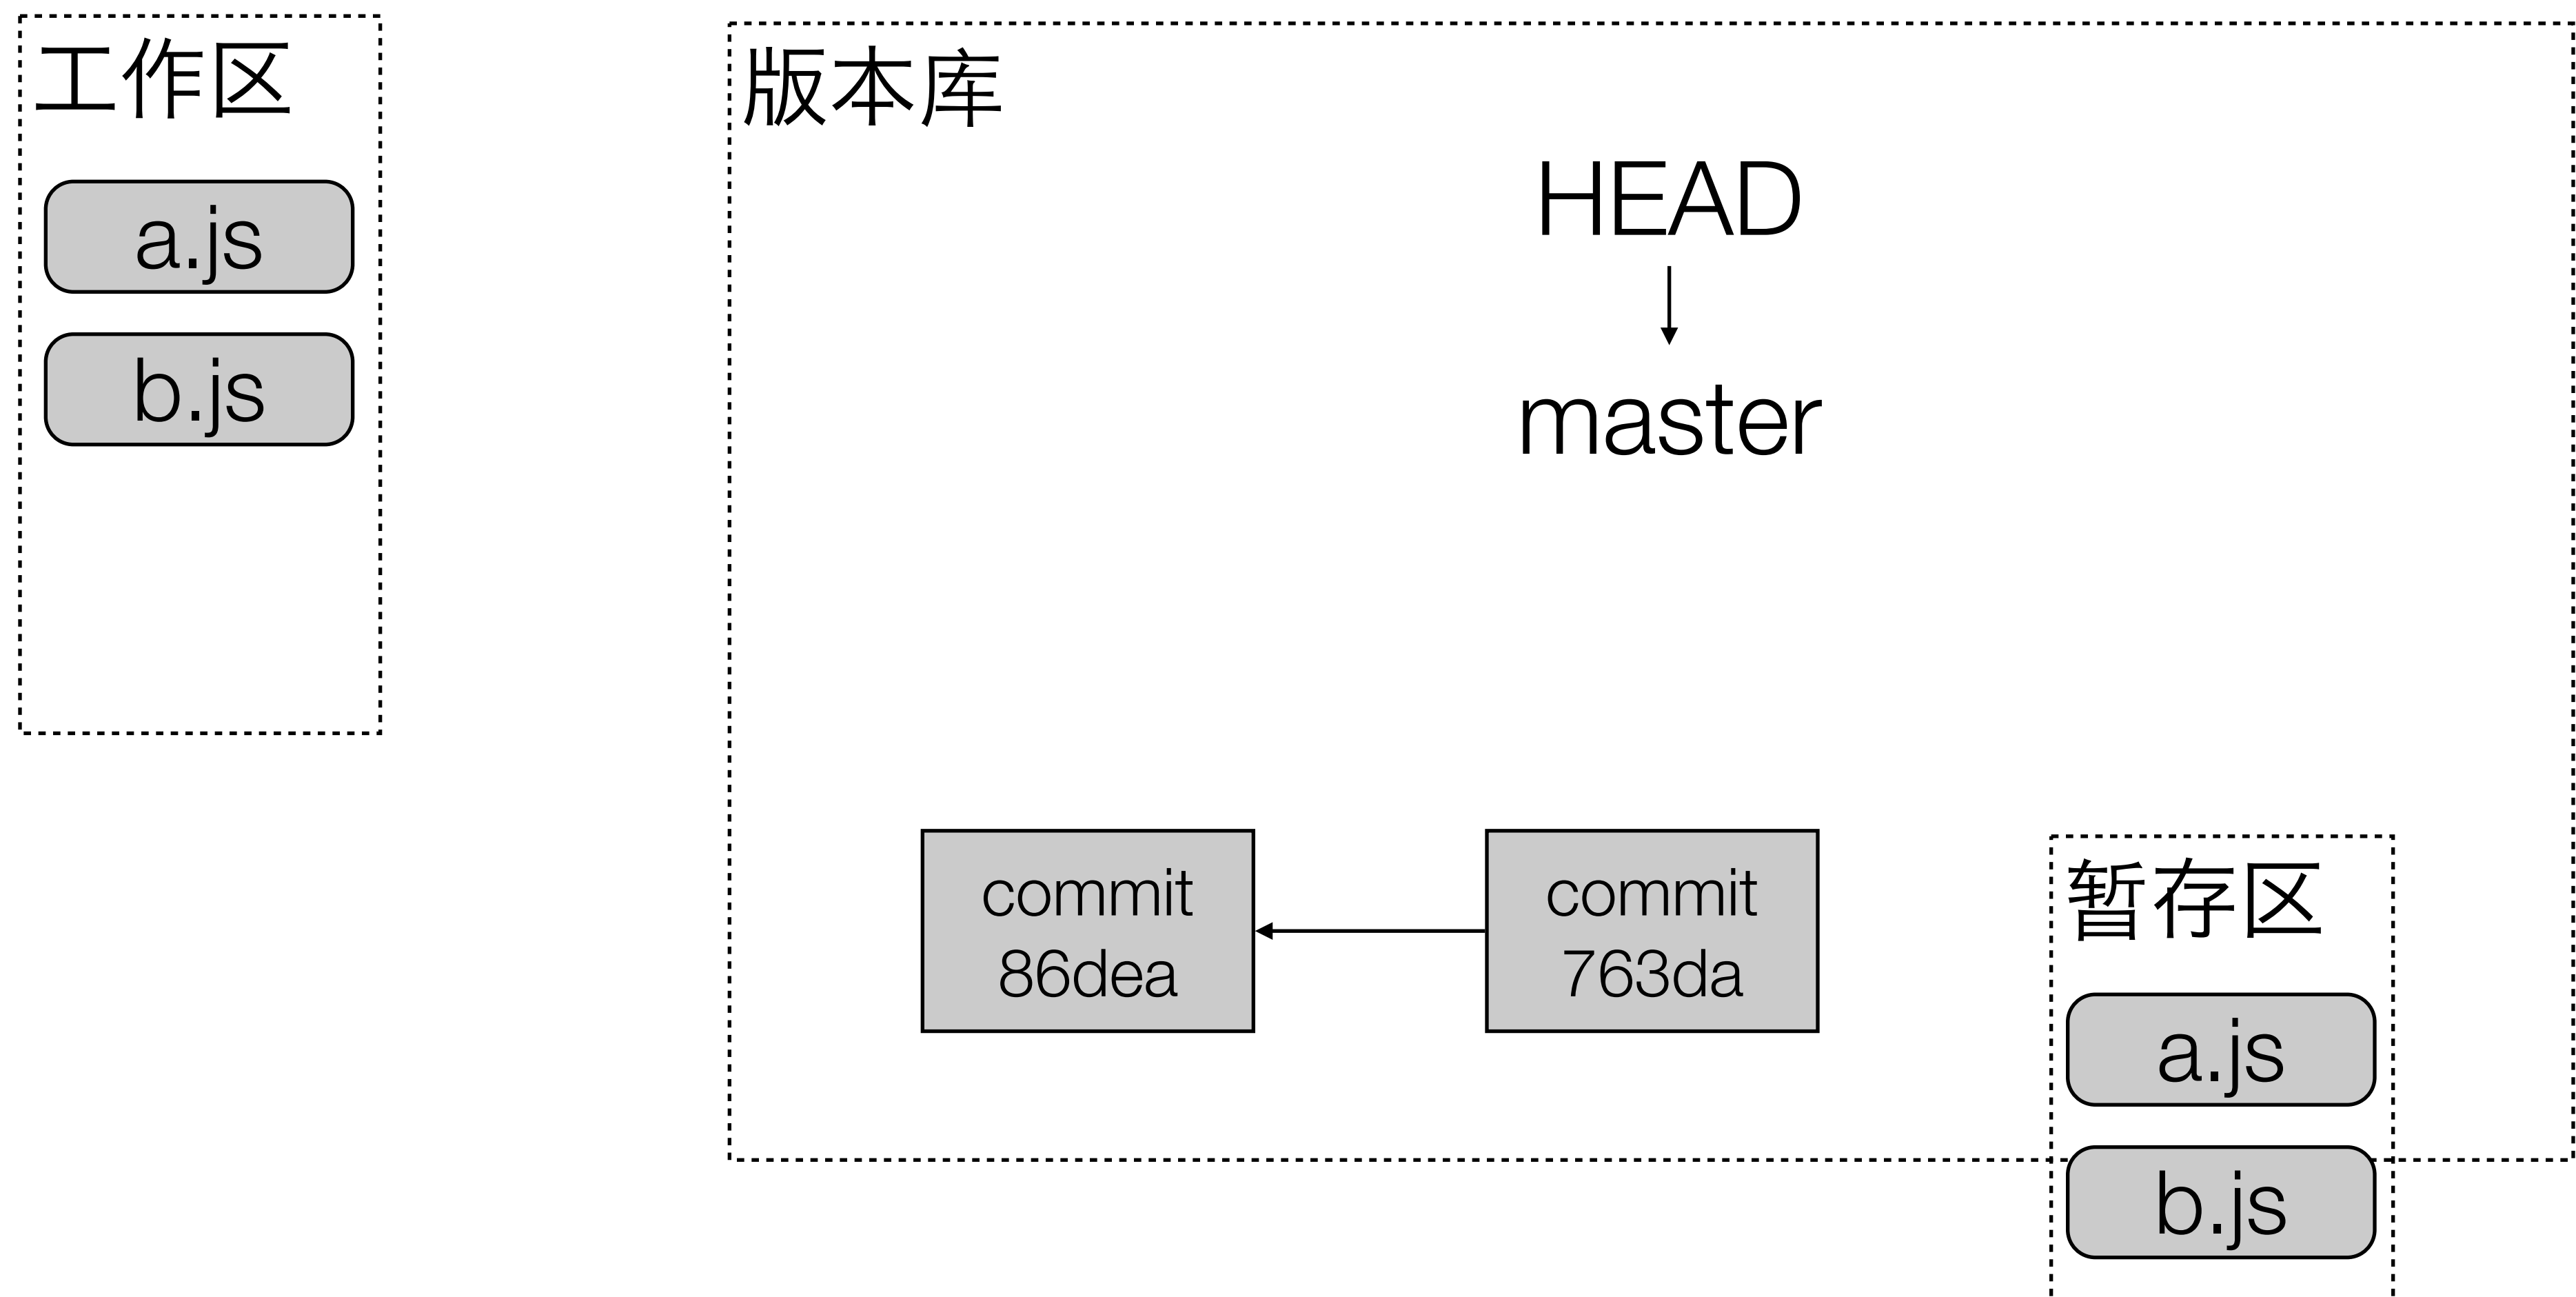 工作区
a.js
b.js
版本库
HEAD
master
commit
86dea
commit
763da
暂存区
a.js
b.js